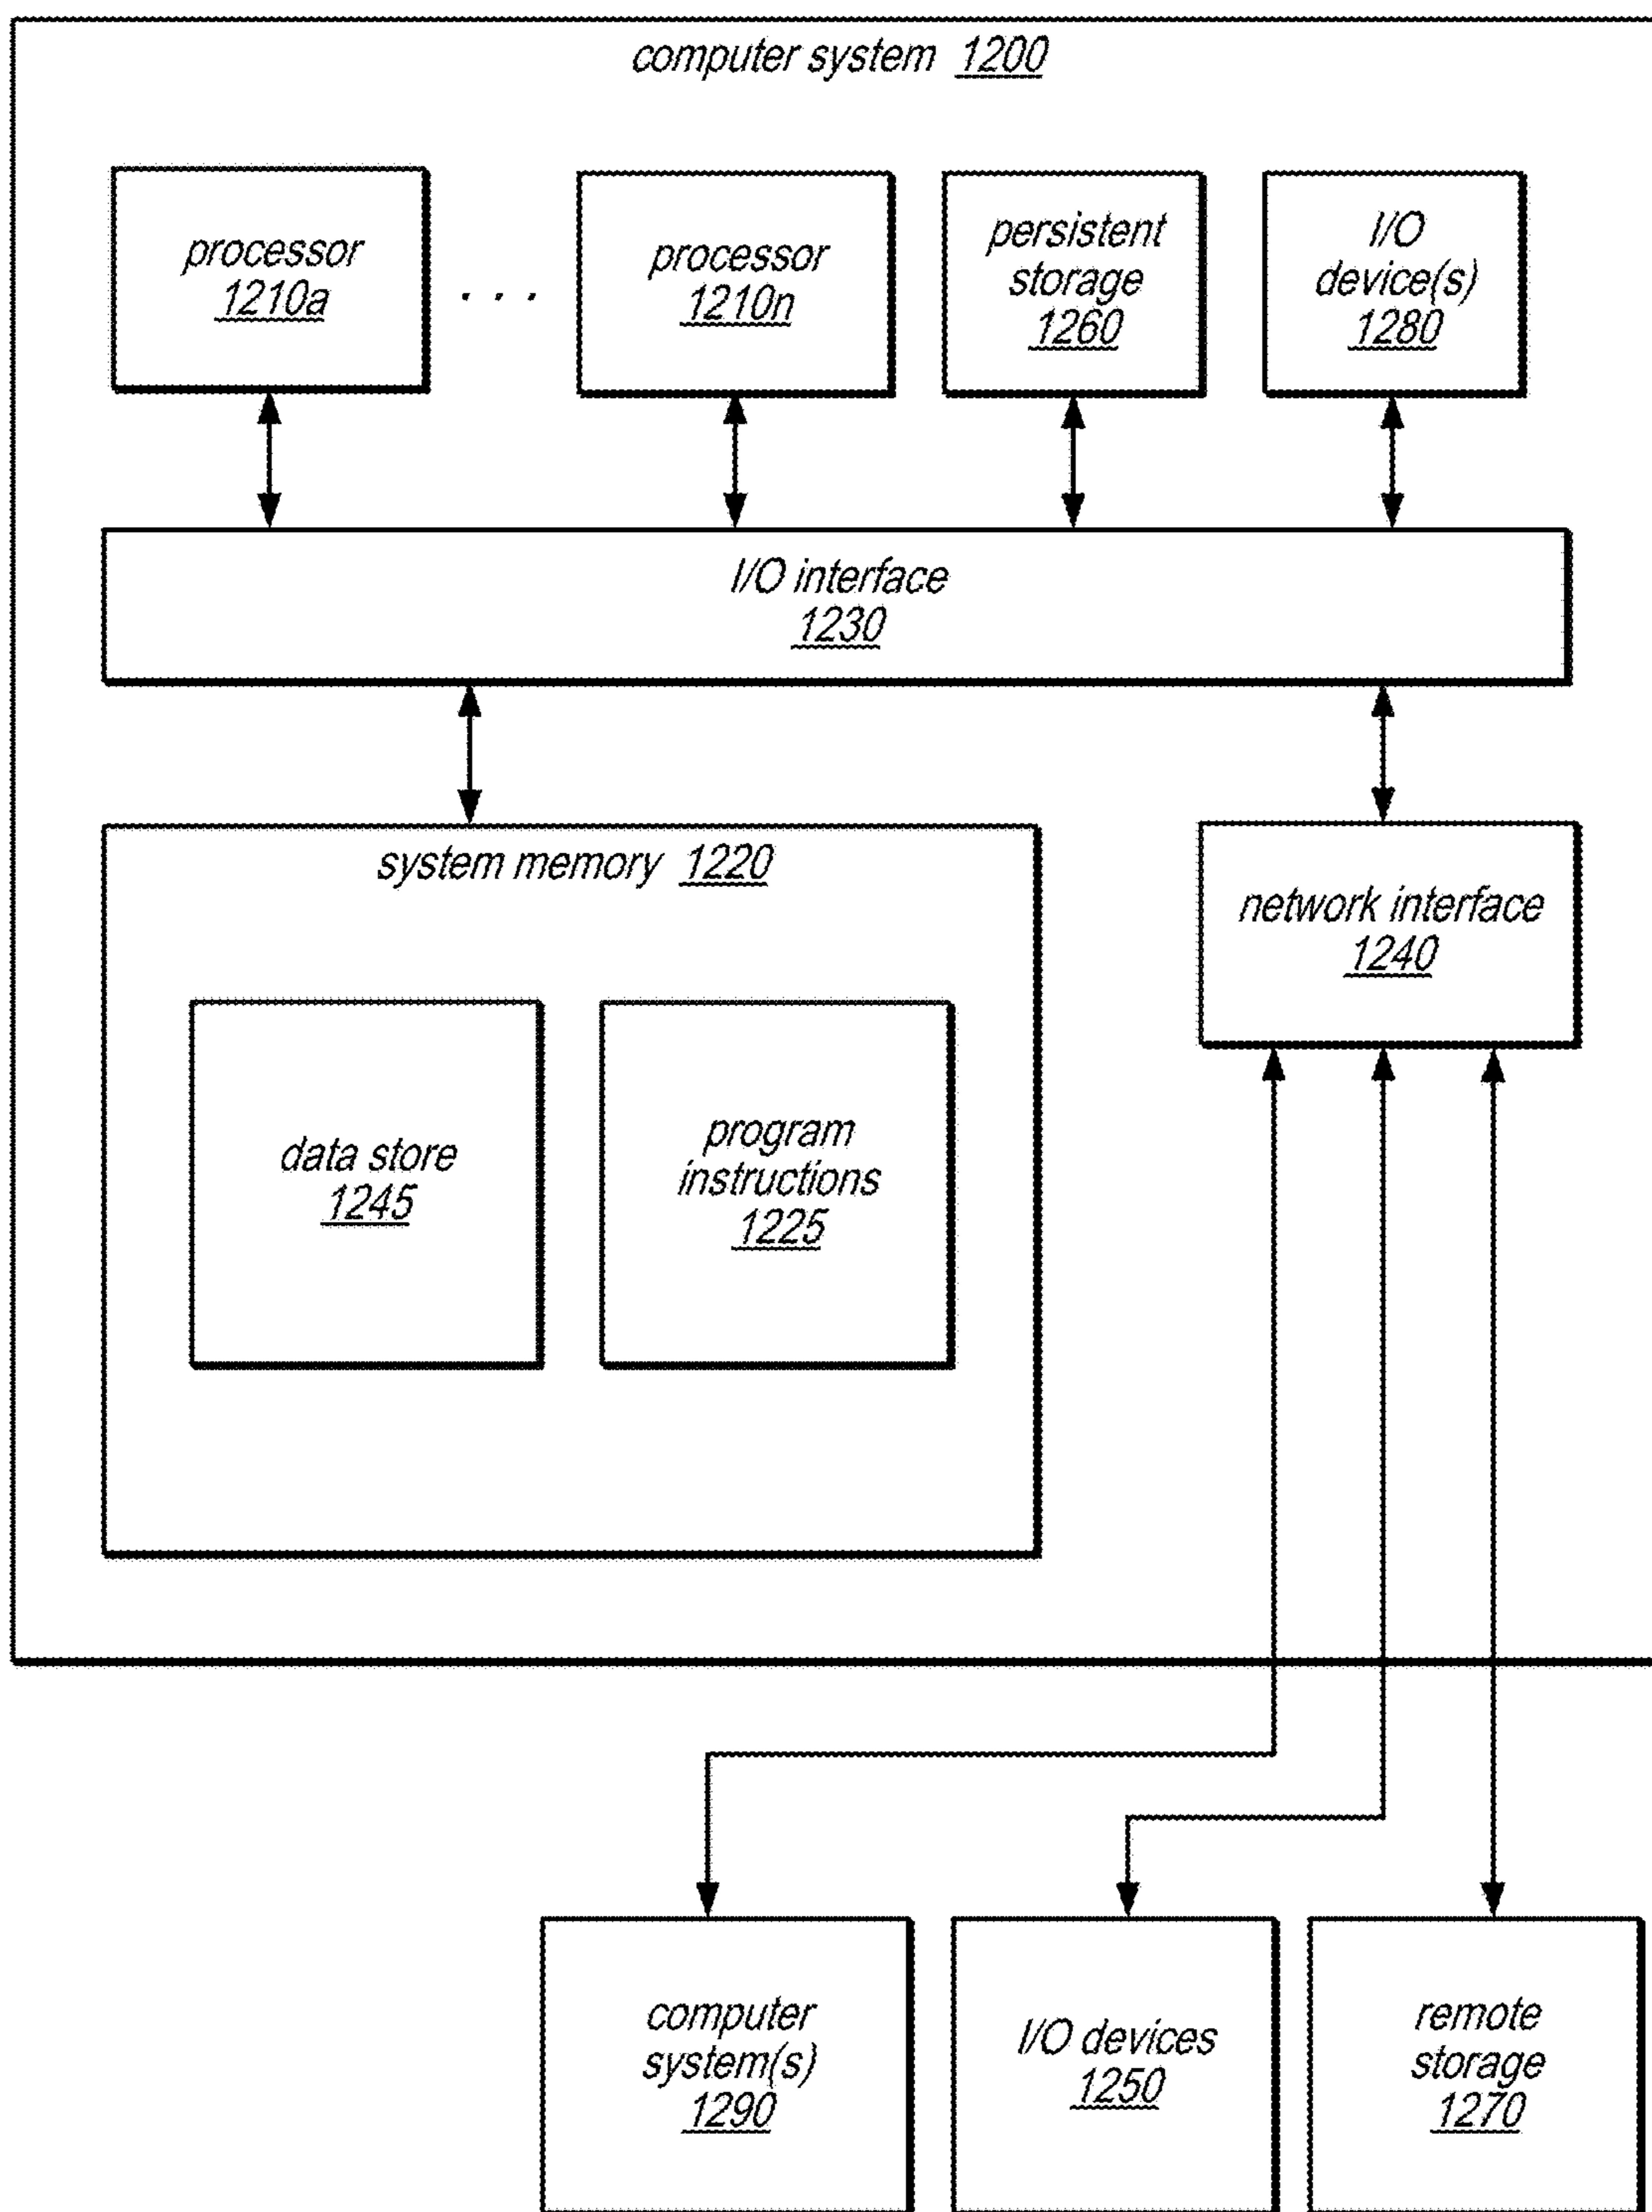 computer system 1200
processor
1210a
. . .
processor
1210n
persistent
storage
1260
I/O
device(s)
1280
I/O interface
1230
system memory 1220
network interface
1240
data store
1245
program
instructions
1225
computer
system(s)
1290
I/O devices
1250
remote
storage
1270